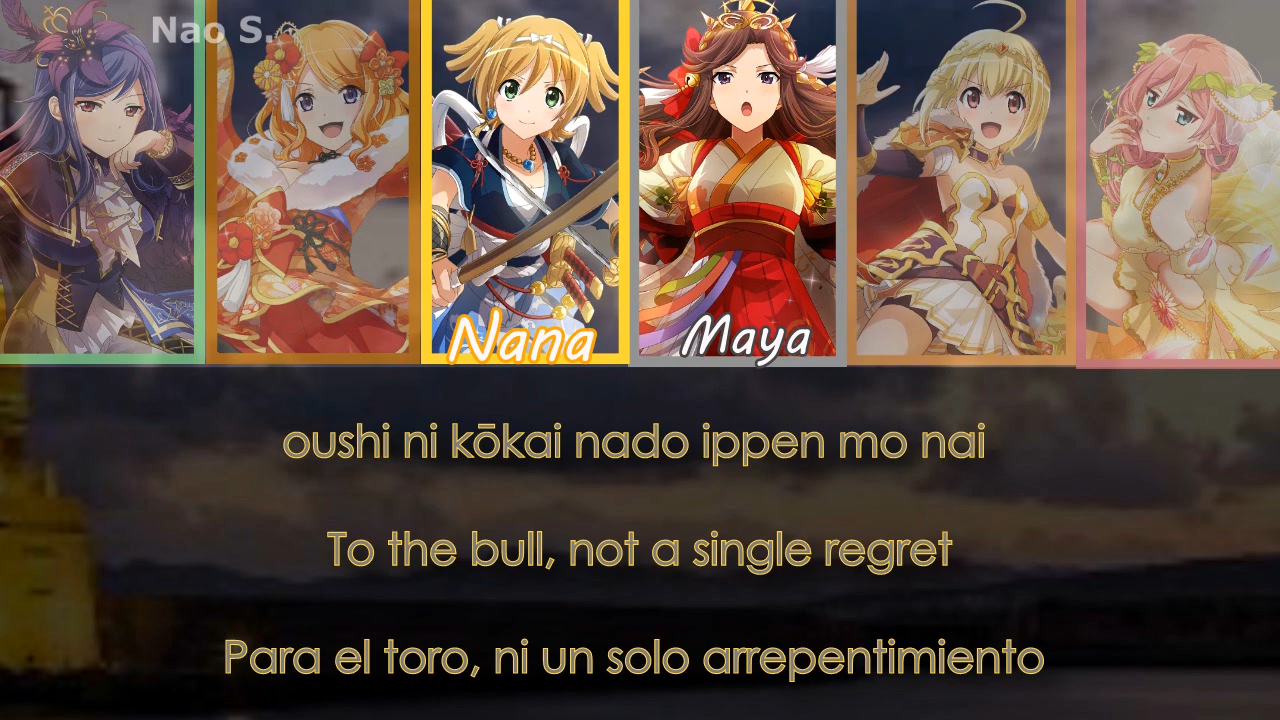 Nao S.
Nana
Maya
oushi ni kōkai nado ippen mo nai
To the bull, not a single regret
Para el toro, ni un solo arrepentimiento